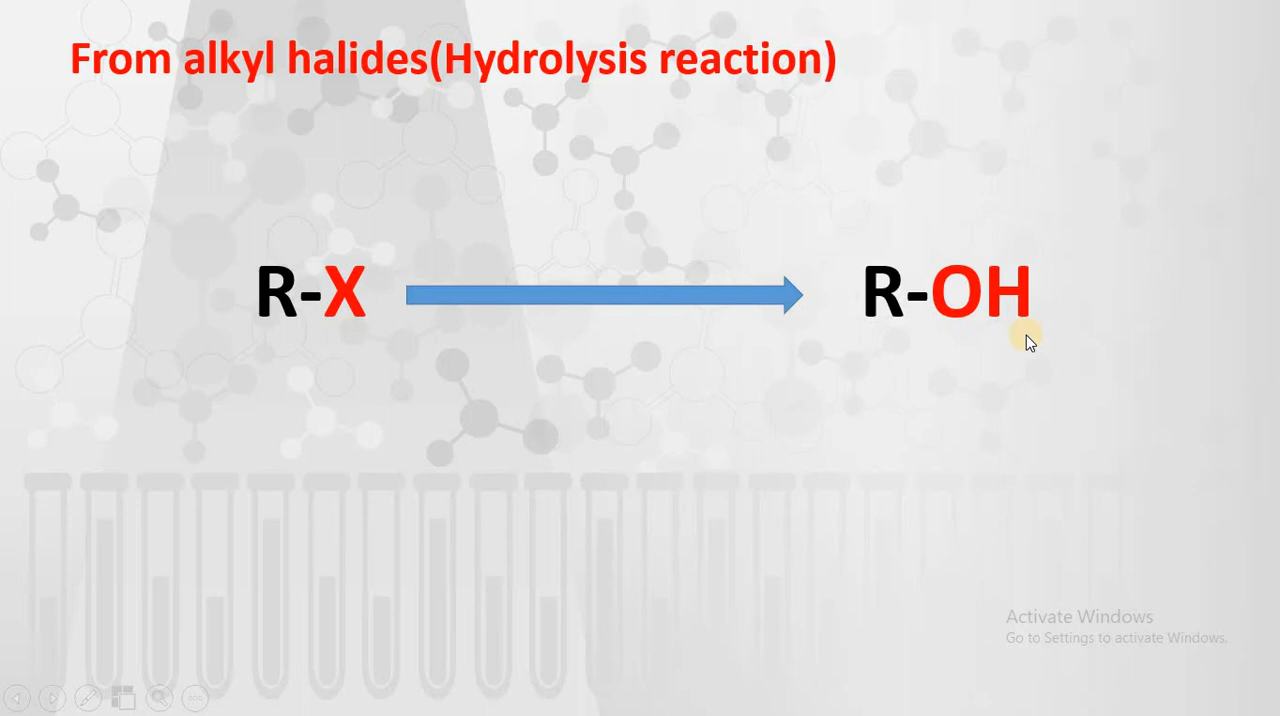 From alkyl halides(Hydrolysis reaction)
R-X R-OH
Activate Windows
Go to Settings to activate Windows.